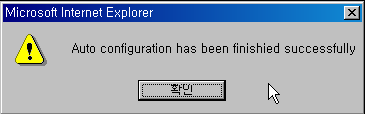 Microsoft Internet Explorer
Auto configuration has been finishied successfully
확인